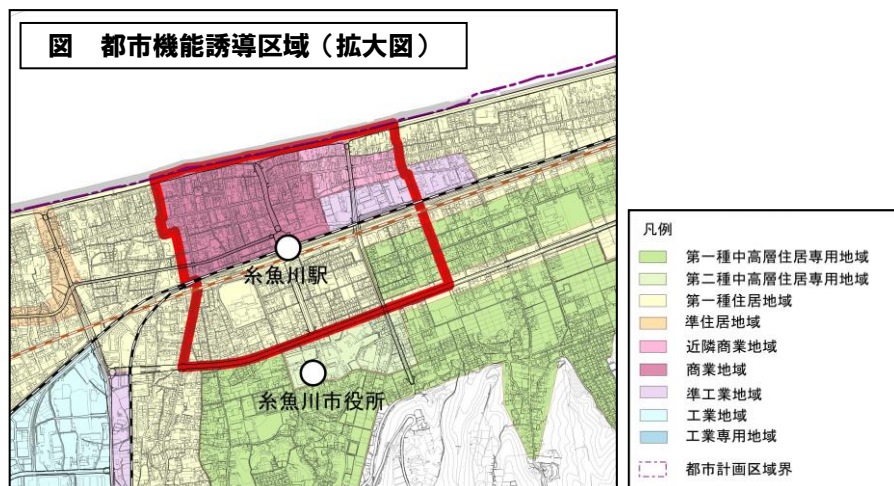 図 都市機能誘導区域（拡大図）
糸魚川駅
糸魚川市役所
凡例
第一種中高層住居専用地域
第二種中高層住居専用地域
第一種住居地域
準住居地域
近隣商業地域
商業地域
準工業地域
工業地域
工業専用地域
都市計画区域界